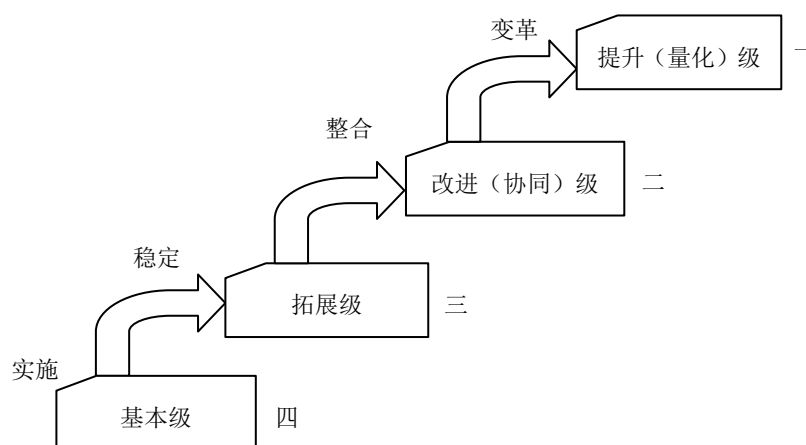 变革
提升（量化）级 一
整合
改进（协同）级 二
稳定
拓展级 三
实施
基本级 四